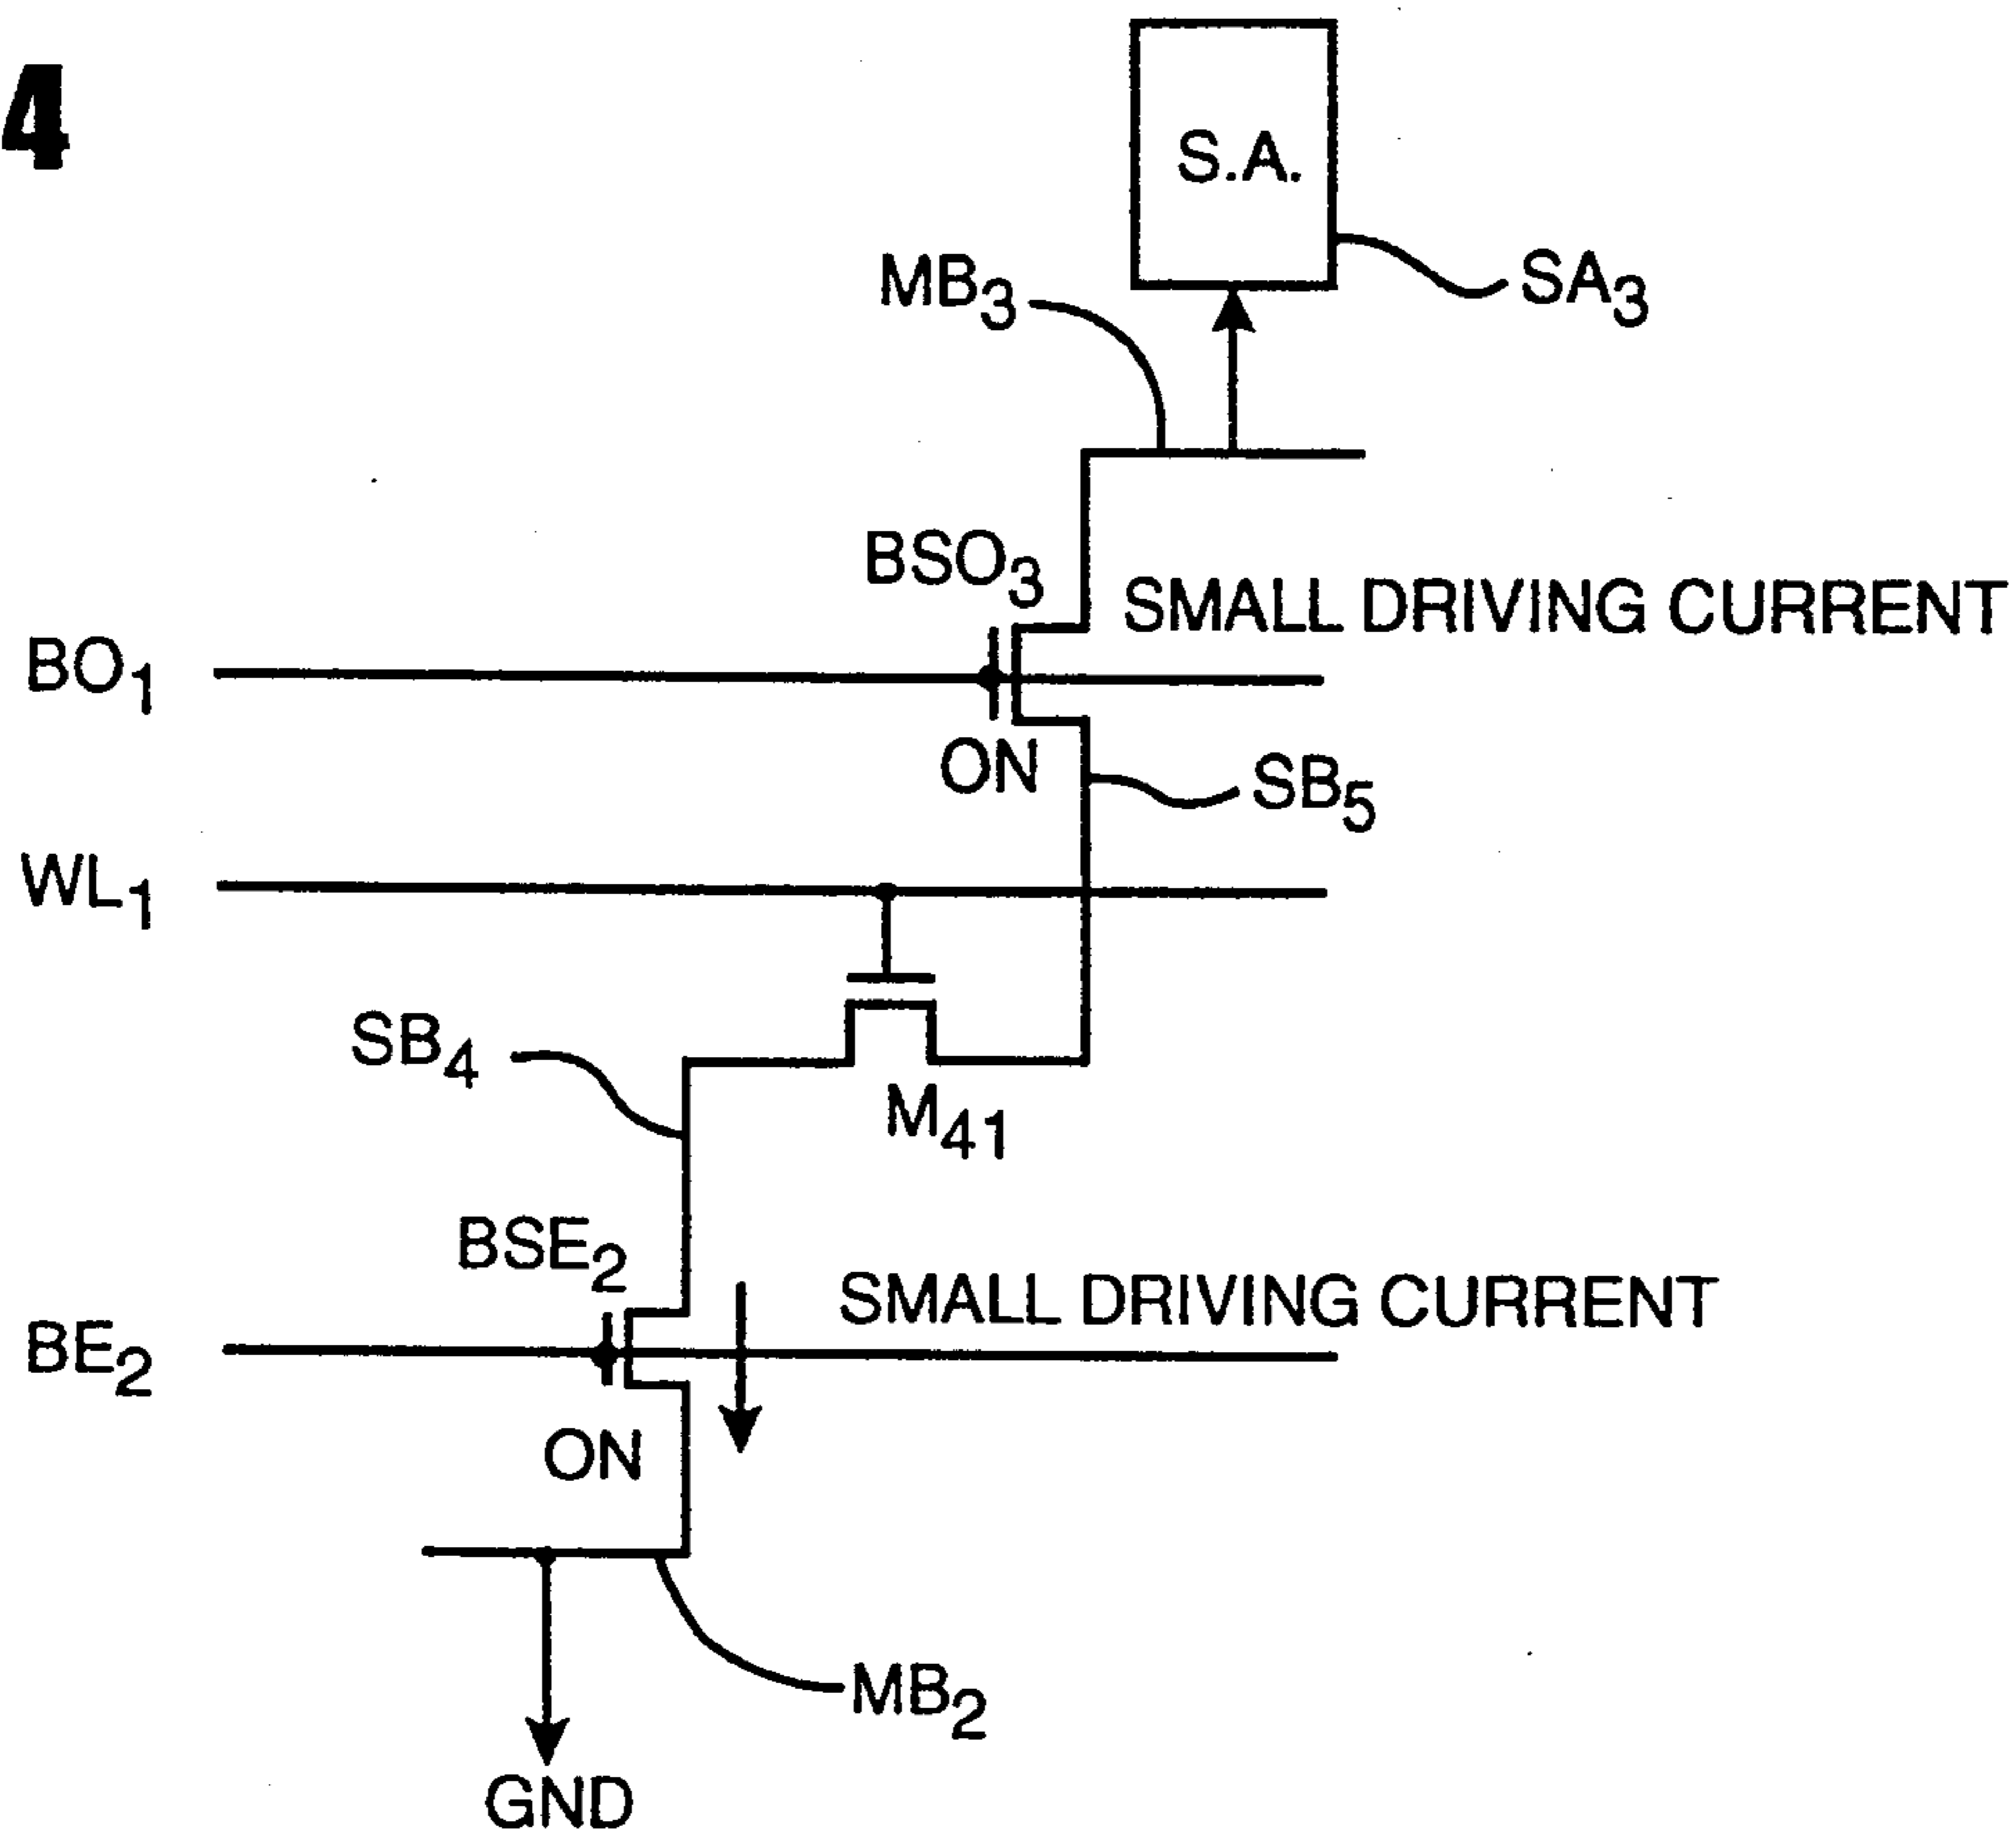 4
S.A.
MB3
SA3
BSO3
SMALL DRIVING CURRENT
BO1
ON
SB5
WL1
SB4
M41
BSE2
SMALL DRIVING CURRENT
BE2
ON
MB2
GND